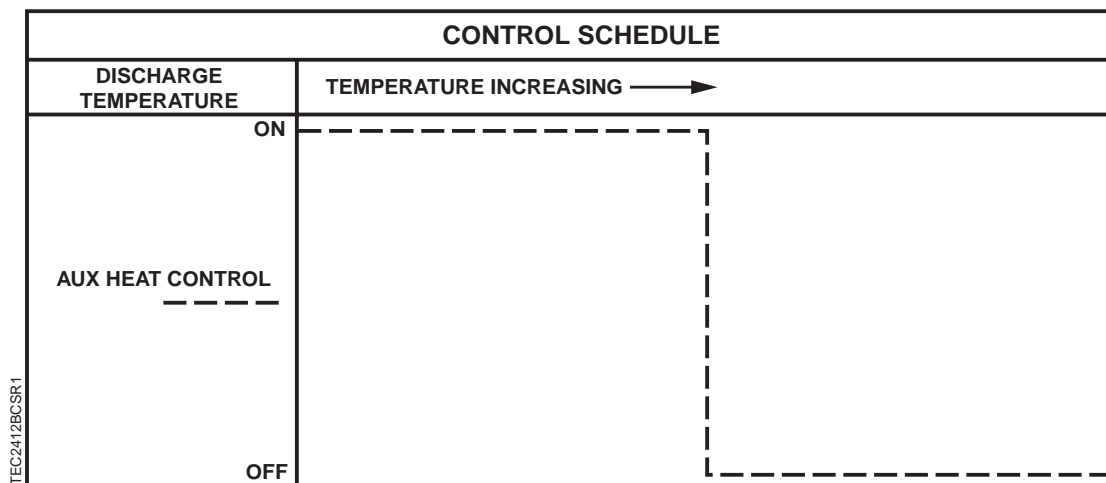 CONTROL SCHEDULE
DISCHARGE
TEMPERATURE
TEMPERATURE INCREASING
ON
AUX HEAT CONTROL
OFF
TEC2412BCSR1